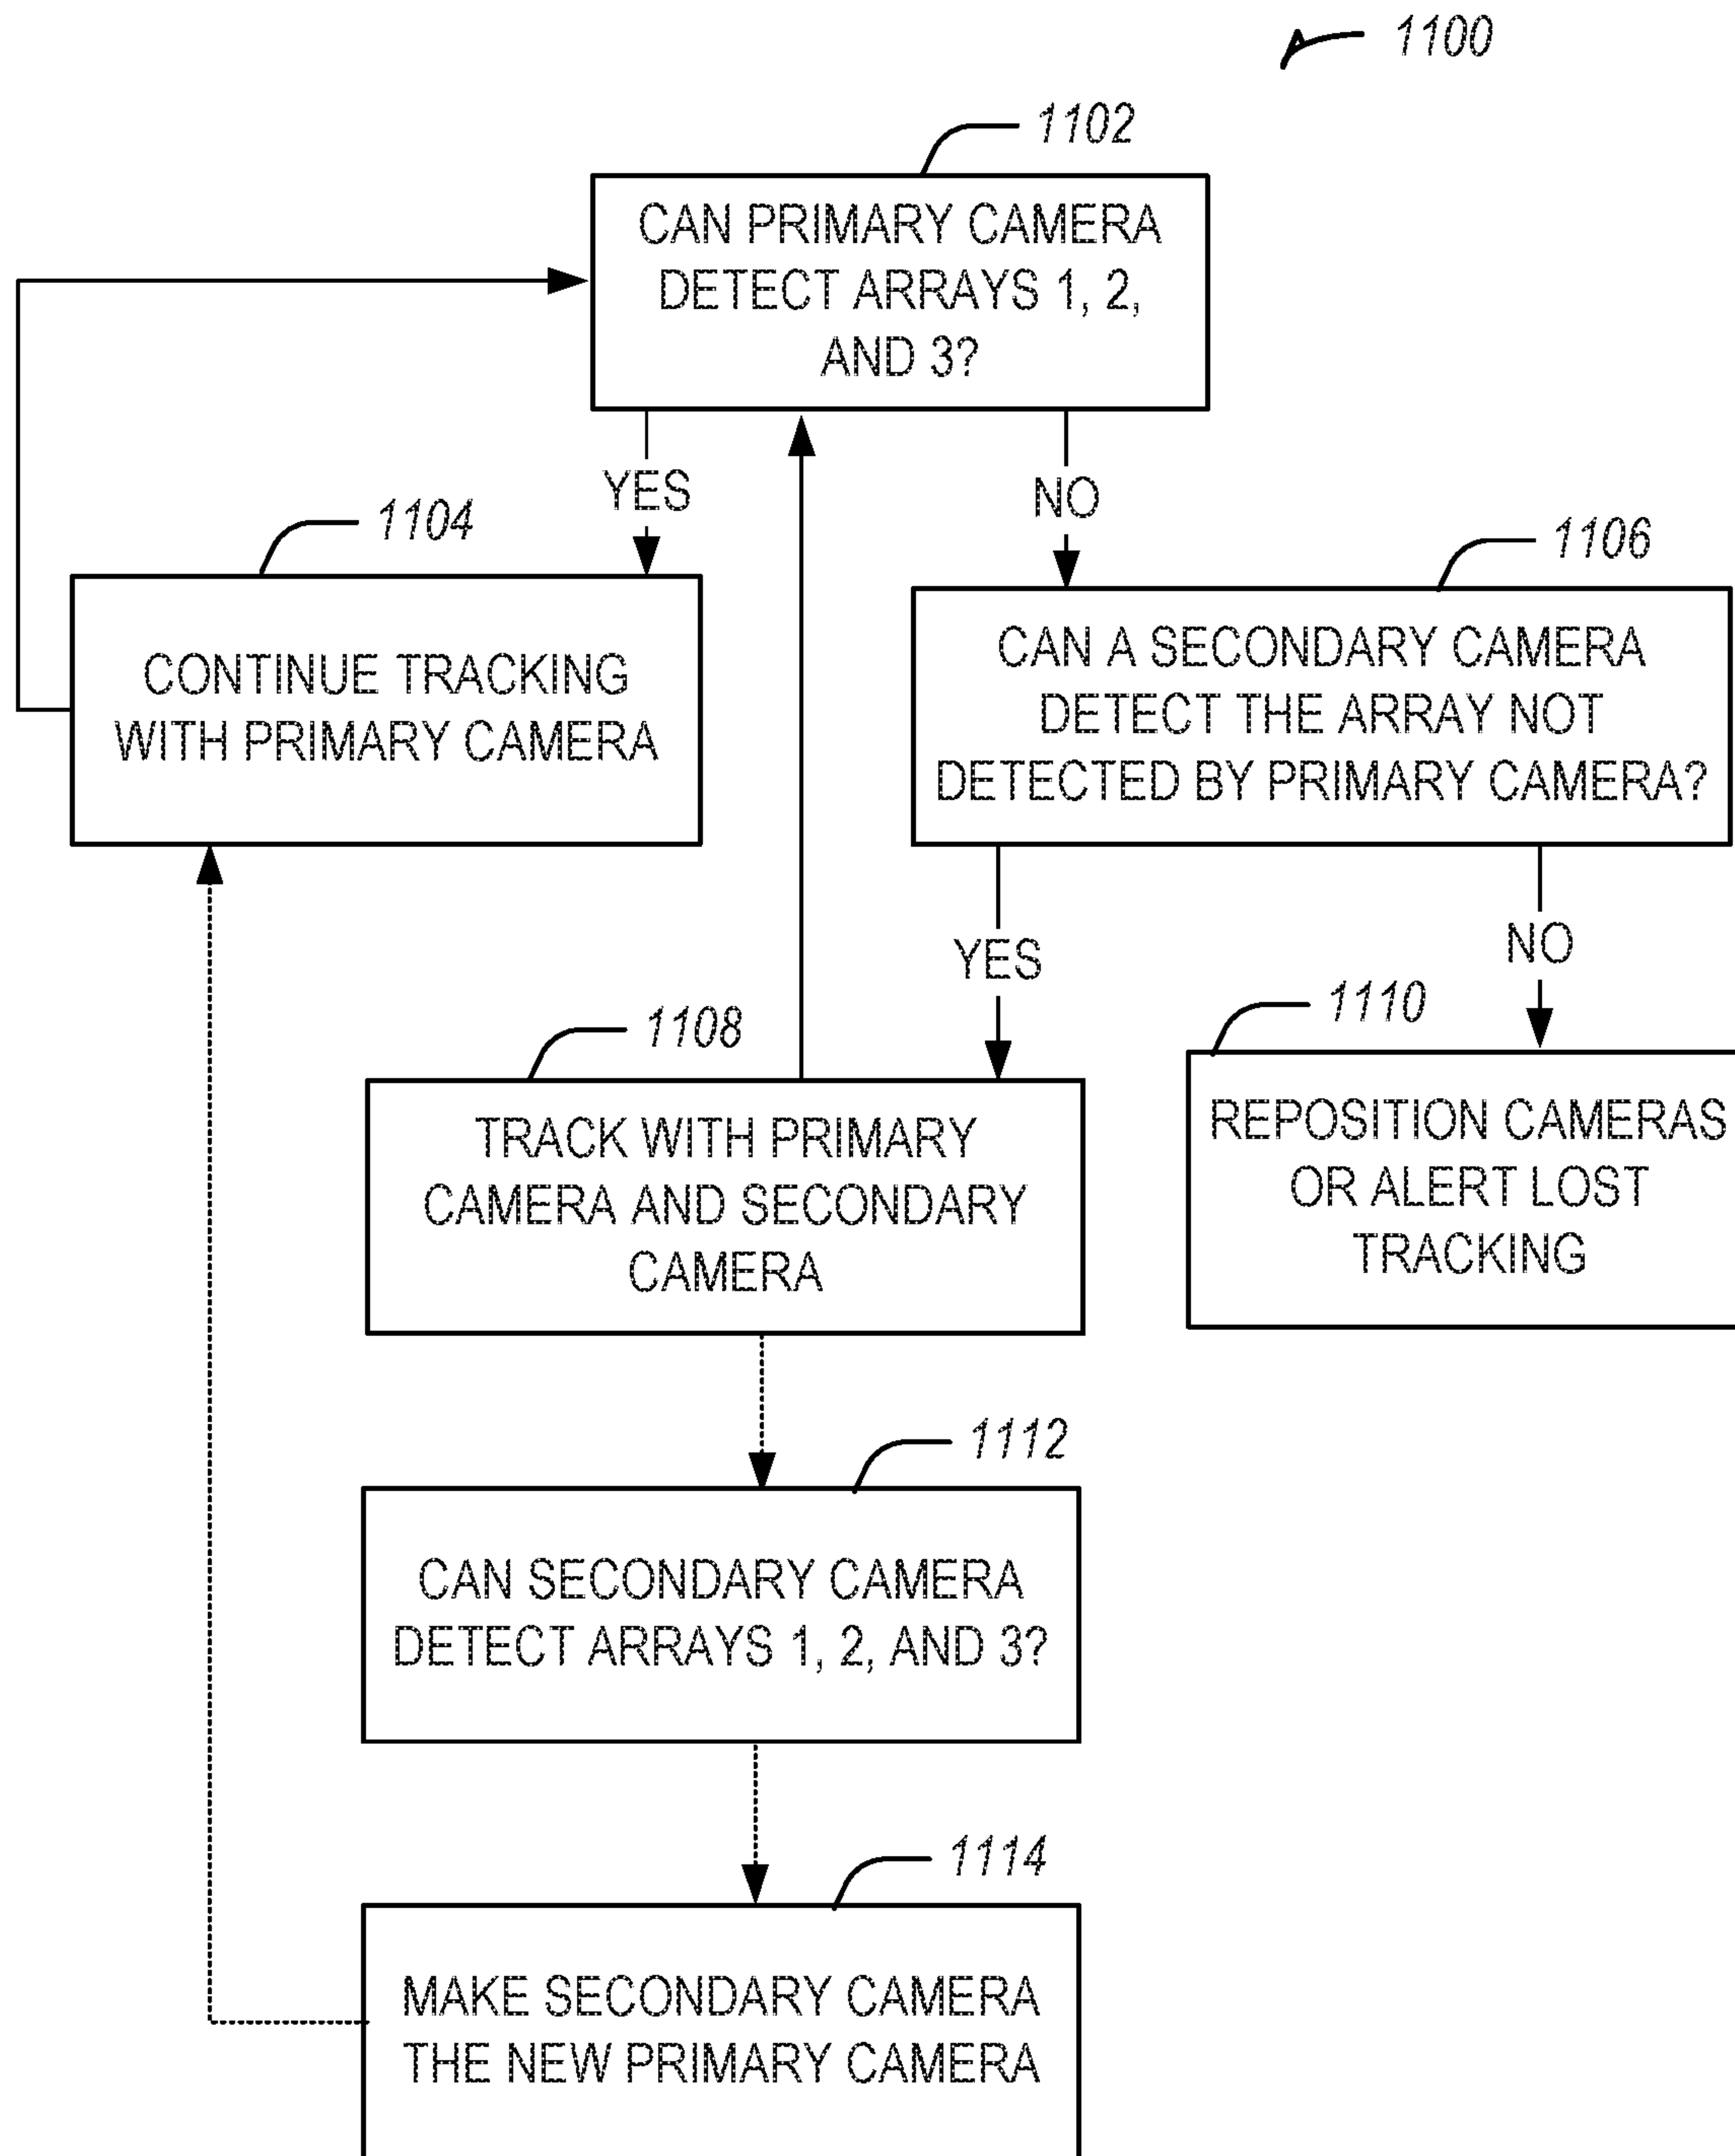 1100
1102
CAN PRIMARY CAMERA
DETECT ARRAYS 1, 2,
AND 3?
YES
NO
1104
1106
CONTINUE TRACKING
WITH PRIMARY CAMERA
CAN A SECONDARY CAMERA
DETECT THE ARRAY NOT
DETECTED BY PRIMARY CAMERA?
YES
NO
1108
1110
TRACK WITH PRIMARY
CAMERA AND SECONDARY
CAMERA
REPOSITION CAMERAS
OR ALERT LOST
TRACKING
1112
CAN SECONDARY CAMERA
DETECT ARRAYS 1, 2, AND 3?
1114
MAKE SECONDARY CAMERA
THE NEW PRIMARY CAMERA